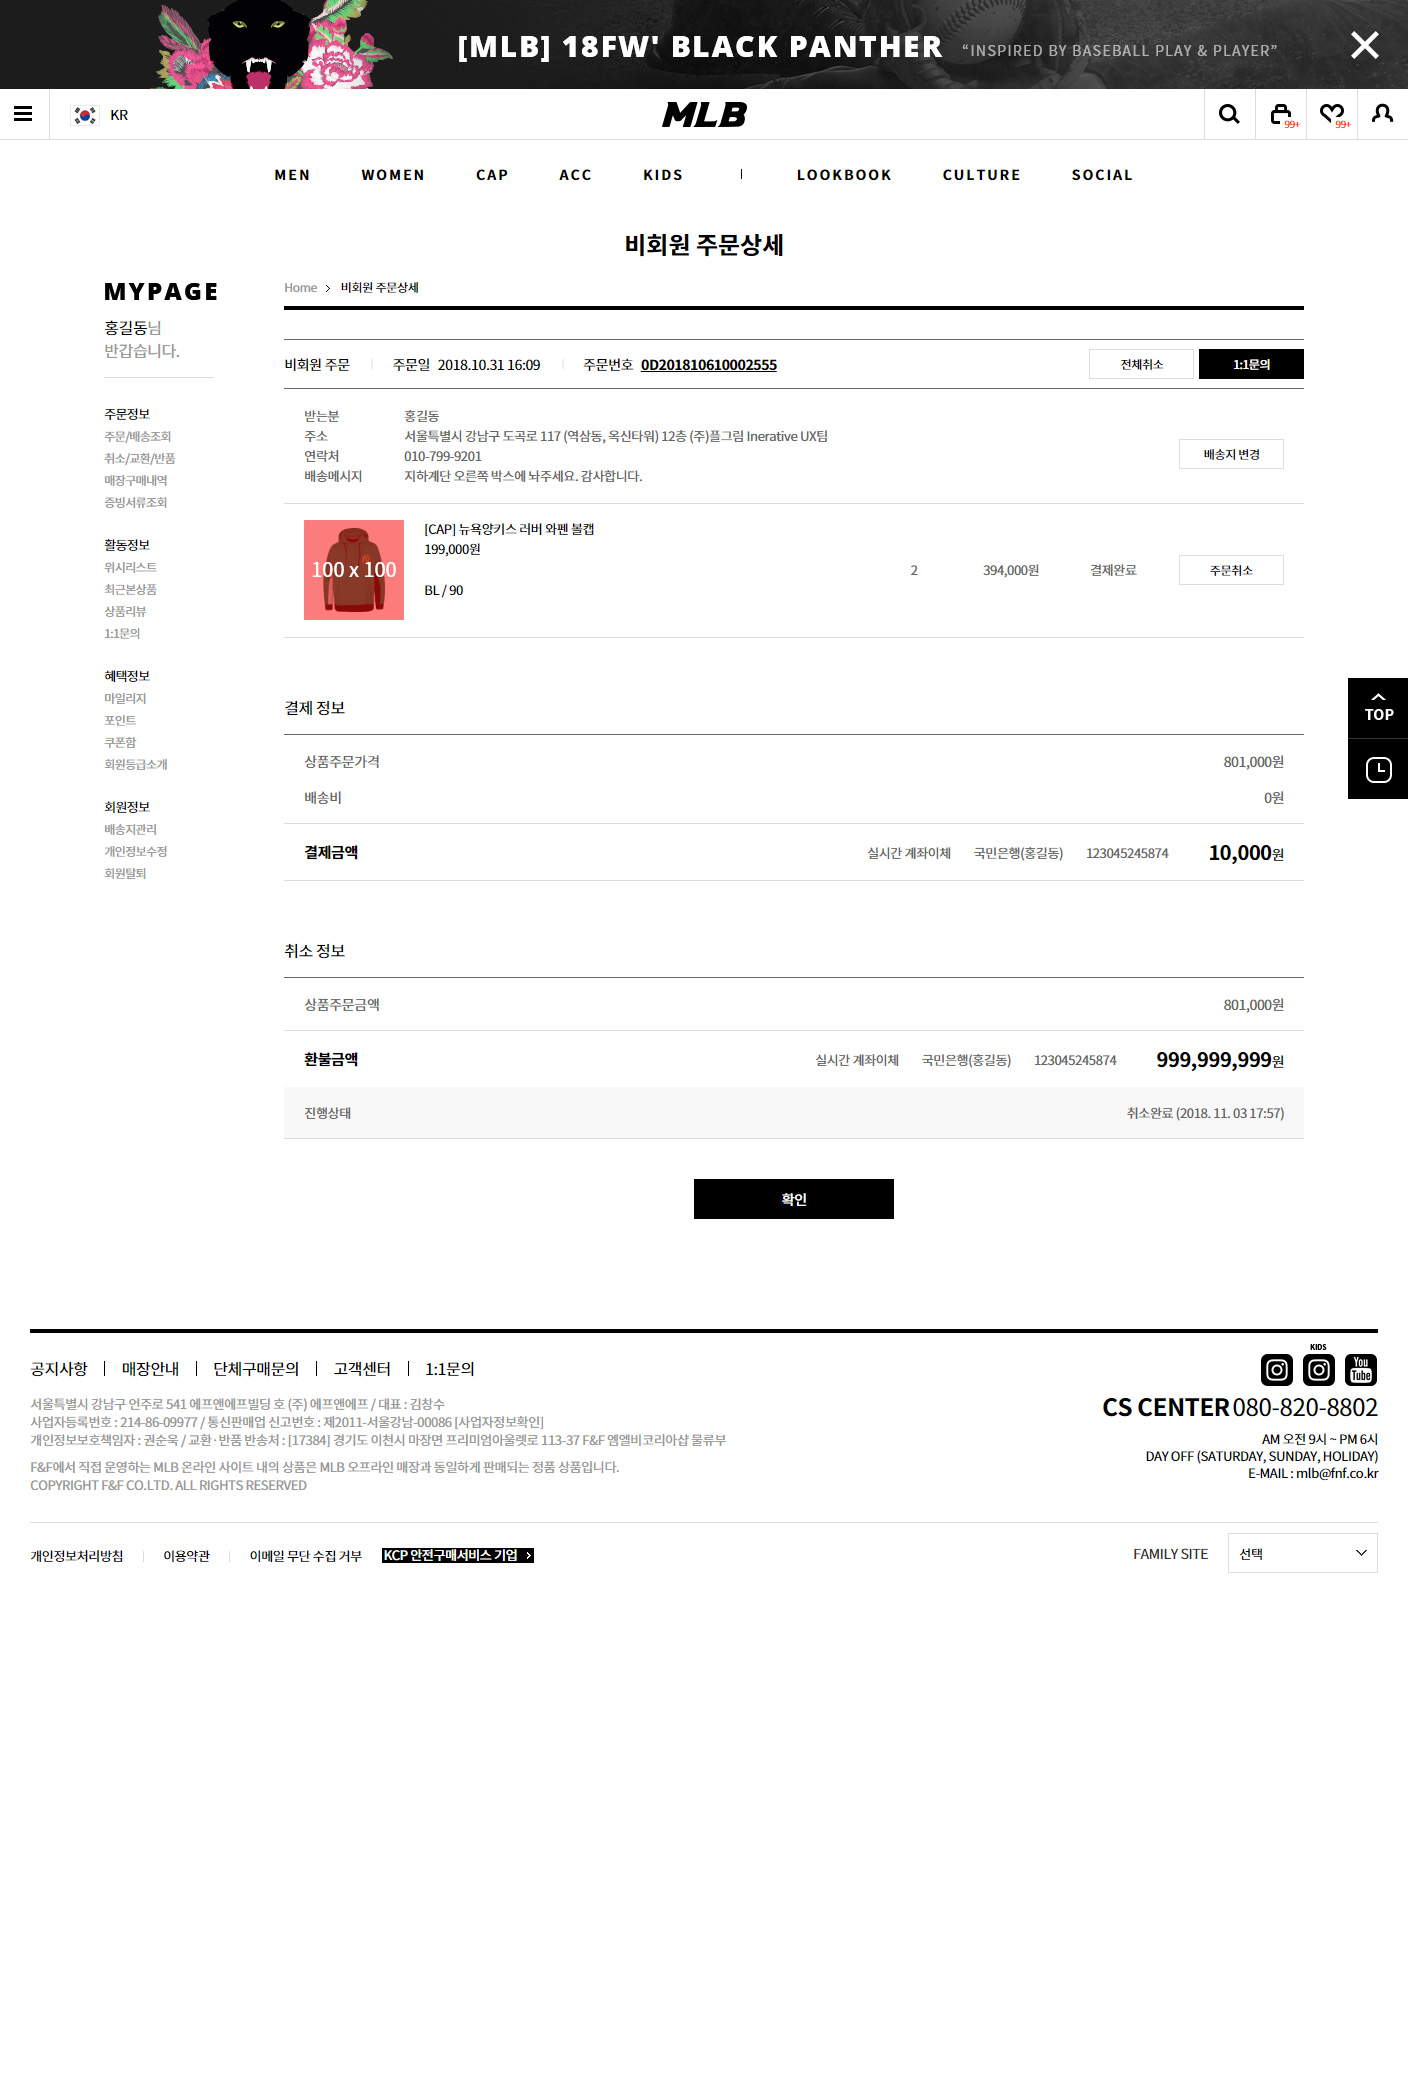 [MLB] 18FW' BLACK PANTHER “INSPIRED BY BASEBALL PLAY & PLAYER”
KR
MLB
99+
99+
MEN WOMEN CAP ACC KIDS LOOKBOOK CULTURE SOCIAL
비회원 주문상세
MYPAGE
홍길동님
반갑습니다.
주문정보
주문/배송조회
취소/교환/반품
매장구매내역
증빙서류조회
활동정보
위시리스트
최근본상품
상품리뷰
1:1문의
혜택정보
마일리지
포인트
쿠폰함
회원등급소개
회원정보
배송지관리
개인정보수정
회원탈퇴
Home > 비회원 주문상세
비회원 주문 주문일 2018.10.31 16:09 주문번호 0D201810610002555 전체취소 1:1문의
받는분 홍길동
주소 서울특별시 강남구 도곡로 117 (역삼동, 옥신타워) 12층 (주)플그림 Inerative UX팀
연락처 010-799-9201
배송메시지 지하계단 오른쪽 박스에 놔주세요. 감사합니다.
배송지 변경
100 x 100
[CAP] 뉴욕양키스 러버 와펜 볼캡
199,000원
BL / 90
2 394,000원 결제완료 주문취소
결제 정보
상품주문가격 801,000원
배송비 0원
결제금액 실시간 계좌이체 국민은행(홍길동) 123045245874 10,000원
취소 정보
상품주문금액 801,000원
환불금액 실시간 계좌이체 국민은행(홍길동) 123045245874 999,999,999원
진행상태 취소완료 (2018. 11. 03 17:57)
확인
TOP
공지사항 매장안내 단체구매문의 고객센터 1:1문의
서울특별시 강남구 언주로 541 에프앤에프빌딩 호 (주) 에프앤에프 / 대표 : 김창수
사업자등록번호 : 214-86-09977 / 통신판매업 신고번호 : 제2011-서울강남-00086 [사업자정보확인]
개인정보보호책임자 : 권순욱 / 교환·반품 반송처 : [17384] 경기도 이천시 마장면 프리미엄아울렛로 113-37 F&F 엠엘비코리아샵 물류부
F&F에서 직접 운영하는 MLB 온라인 사이트 내의 상품은 MLB 오프라인 매장과 동일하게 판매되는 정품 상품입니다.
COPYRIGHT F&F CO.LTD. ALL RIGHTS RESERVED
KIDS
You Tube
CS CENTER 080-820-8802
AM 오전 9시 ~ PM 6시
DAY OFF (SATURDAY, SUNDAY, HOLIDAY)
E-MAIL : mlb@fnf.co.kr
개인정보처리방침 이용약관 이메일 무단 수집 거부 KCP 안전구매서비스 기업 >
FAMILY SITE 선택